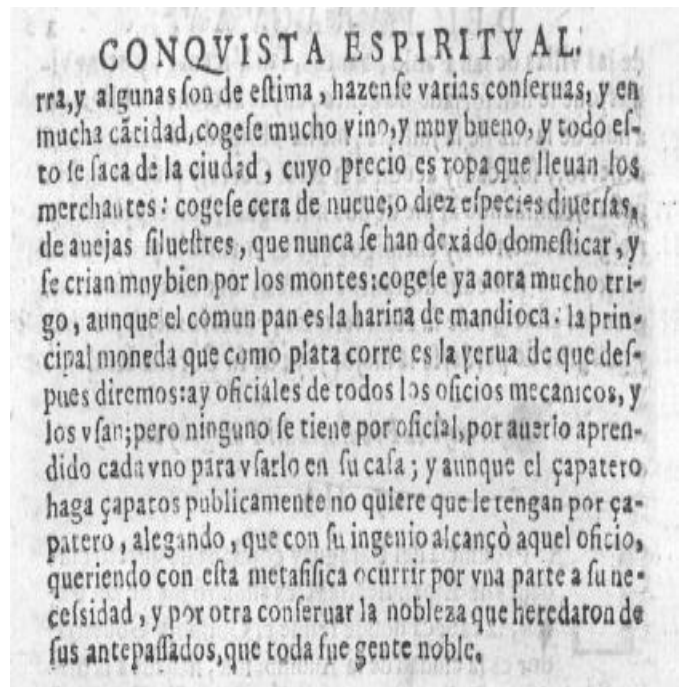 CONQVISTA ESPIRITVAL.
rra,y algunas ſon de eſtima, hazenſe varias conſeruas, y en
mucha cãtidad,cogeſe mucho vino,y muy bueno, y todo eſ-
to ſe ſaca de la ciudad, cuyo precio es ropa que lleuan los
merchantes: cogeſe cera de nueue,o diez eſpecies diuerſas,
de auejas ſilueſtres, que nunca ſe han dexádo domeſticar, y
ſe crian muy bien por los montes:cogeſe ya aora mucho tri-
go, aunque el comun pan es la harina de mandioca: la prin-
cipal moneda que como plata corre es la yerua de que deſ-
pues diremos:ay oficiales de todos los oficios mecanicos, y
los vſan;pero ninguno ſe tiene por oficial,por auerlo apren-
dido cada vno para vſarlo en ſu caſa; y aunque el çapatero
haga çapatos publicamente no quiere que le tengan por ça-
patero, alegando, que con ſu ingenio alcançò aquel oficio,
queriendo con eſta metafiſica ocurrir por vna parte a ſu ne-
ceſsidad, y por otra conſeruar la nobleza que heredaron de
ſus antepaſſados,que toda fue gente noble.